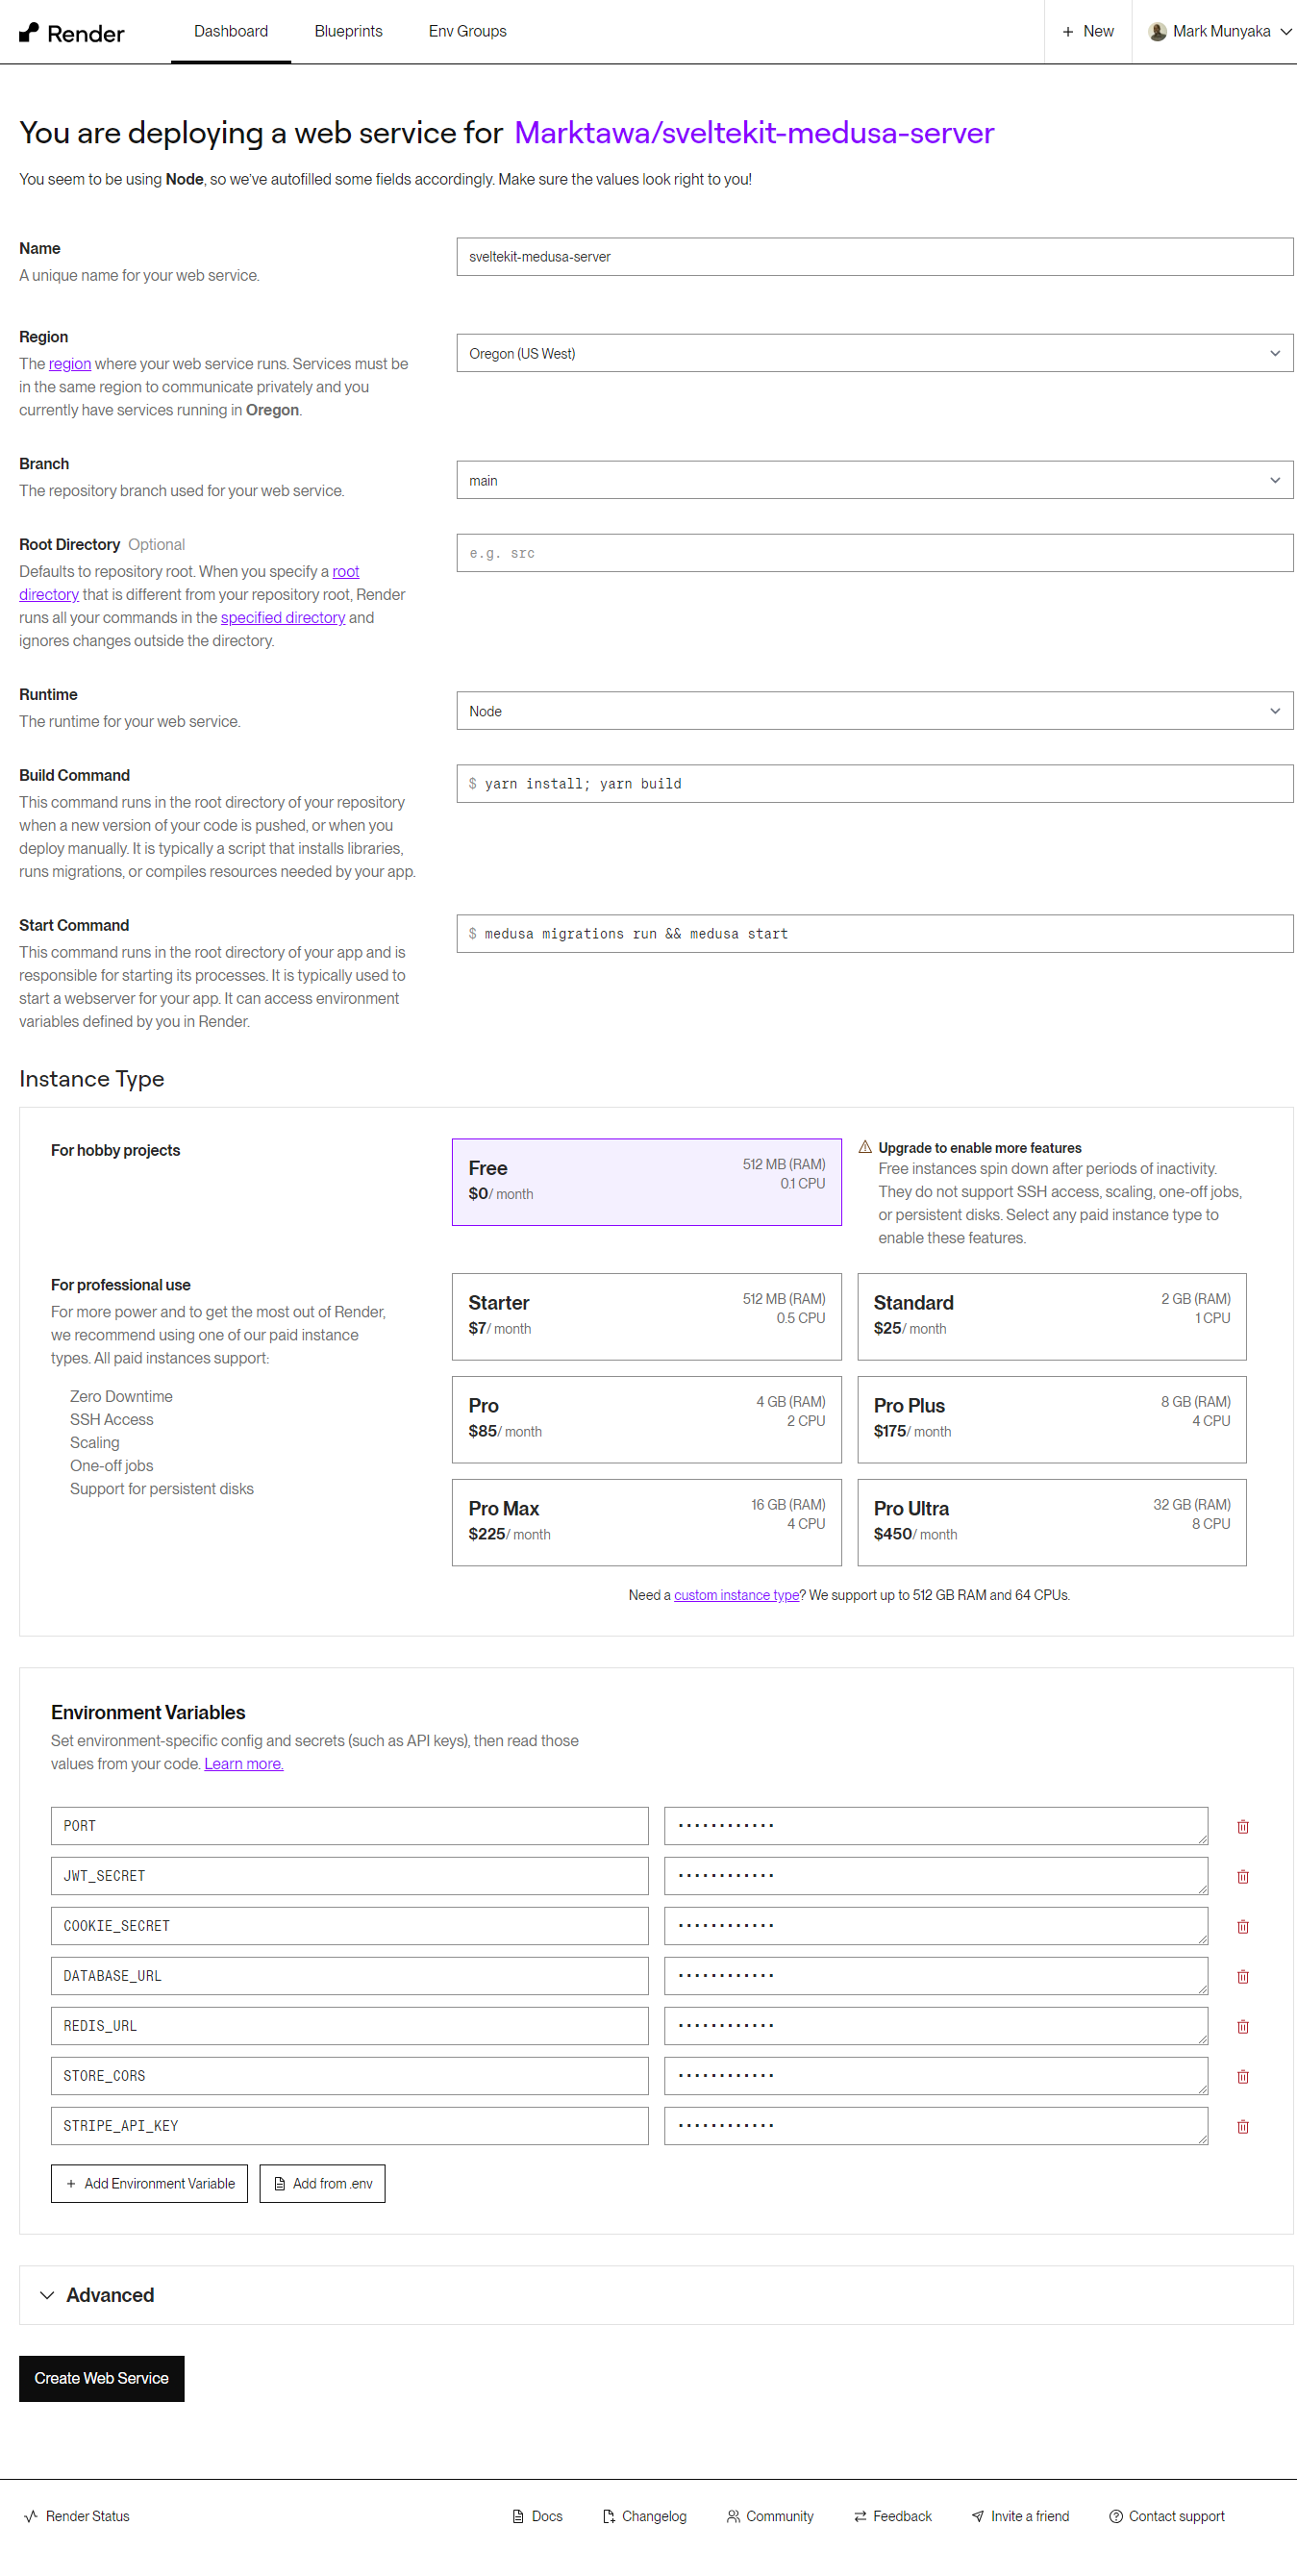 Render
Dashboard
Blueprints
Env Groups
+ New
Mark Munyaka
You are deploying a web service for Marktawa/sveltekit-medusa-server
You seem to be using Node, so we've autofilled some fields accordingly. Make sure the values look right to you!
Name
A unique name for your web service.
sveltekit-medusa-server
Region
The region where your web service runs. Services must be
in the same region to communicate privately and you
currently have services running in Oregon.
Oregon (US West)
Branch
The repository branch used for your web service.
main
Root Directory Optional
Defaults to repository root. When you specify a root
directory that is different from your repository root, Render
runs all your commands in the specified directory and
ignores changes outside the directory.
e.g. src
Runtime
The runtime for your web service.
Node
Build Command
This command runs in the root directory of your repository
when a new version of your code is pushed, or when you
deploy manually. It is typically a script that installs libraries,
runs migrations, or compiles resources needed by your app.
$ yarn install; yarn build
Start Command
This command runs in the root directory of your app and is
responsible for starting its processes. It is typically used to
start a webserver for your app. It can access environment
variables defined by you in Render.
$ medusa migrations run && medusa start
Instance Type
For hobby projects
Free
$0/ month
512 MB (RAM)
0.1 CPU
Upgrade to enable more features
Free instances spin down after periods of inactivity.
They do not support SSH access, scaling, one-off jobs,
or persistent disks. Select any paid instance type to
enable these features.
For professional use
For more power and to get the most out of Render,
we recommend using one of our paid instance
types. All paid instances support:
Zero Downtime
SSH Access
Scaling
One-off jobs
Support for persistent disks
Starter
$7/ month
512 MB (RAM)
0.5 CPU
Standard
$25/ month
2 GB (RAM)
1 CPU
Pro
$85/ month
4 GB (RAM)
2 CPU
Pro Plus
$175/ month
8 GB (RAM)
4 CPU
Pro Max
$225/ month
16 GB (RAM)
4 CPU
Pro Ultra
$450/ month
32 GB (RAM)
8 CPU
Need a custom instance type? We support up to 512 GB RAM and 64 CPUs.
Environment Variables
Set environment-specific config and secrets (such as API keys), then read those
values from your code. Learn more.
PORT ············
JWT_SECRET ············
COOKIE_SECRET ············
DATABASE_URL ············
REDIS_URL ············
STORE_CORS ············
STRIPE_API_KEY ············
+ Add Environment Variable
Add from .env
Advanced
Create Web Service
Render Status
Docs
Changelog
Community
Feedback
Invite a friend
Contact support